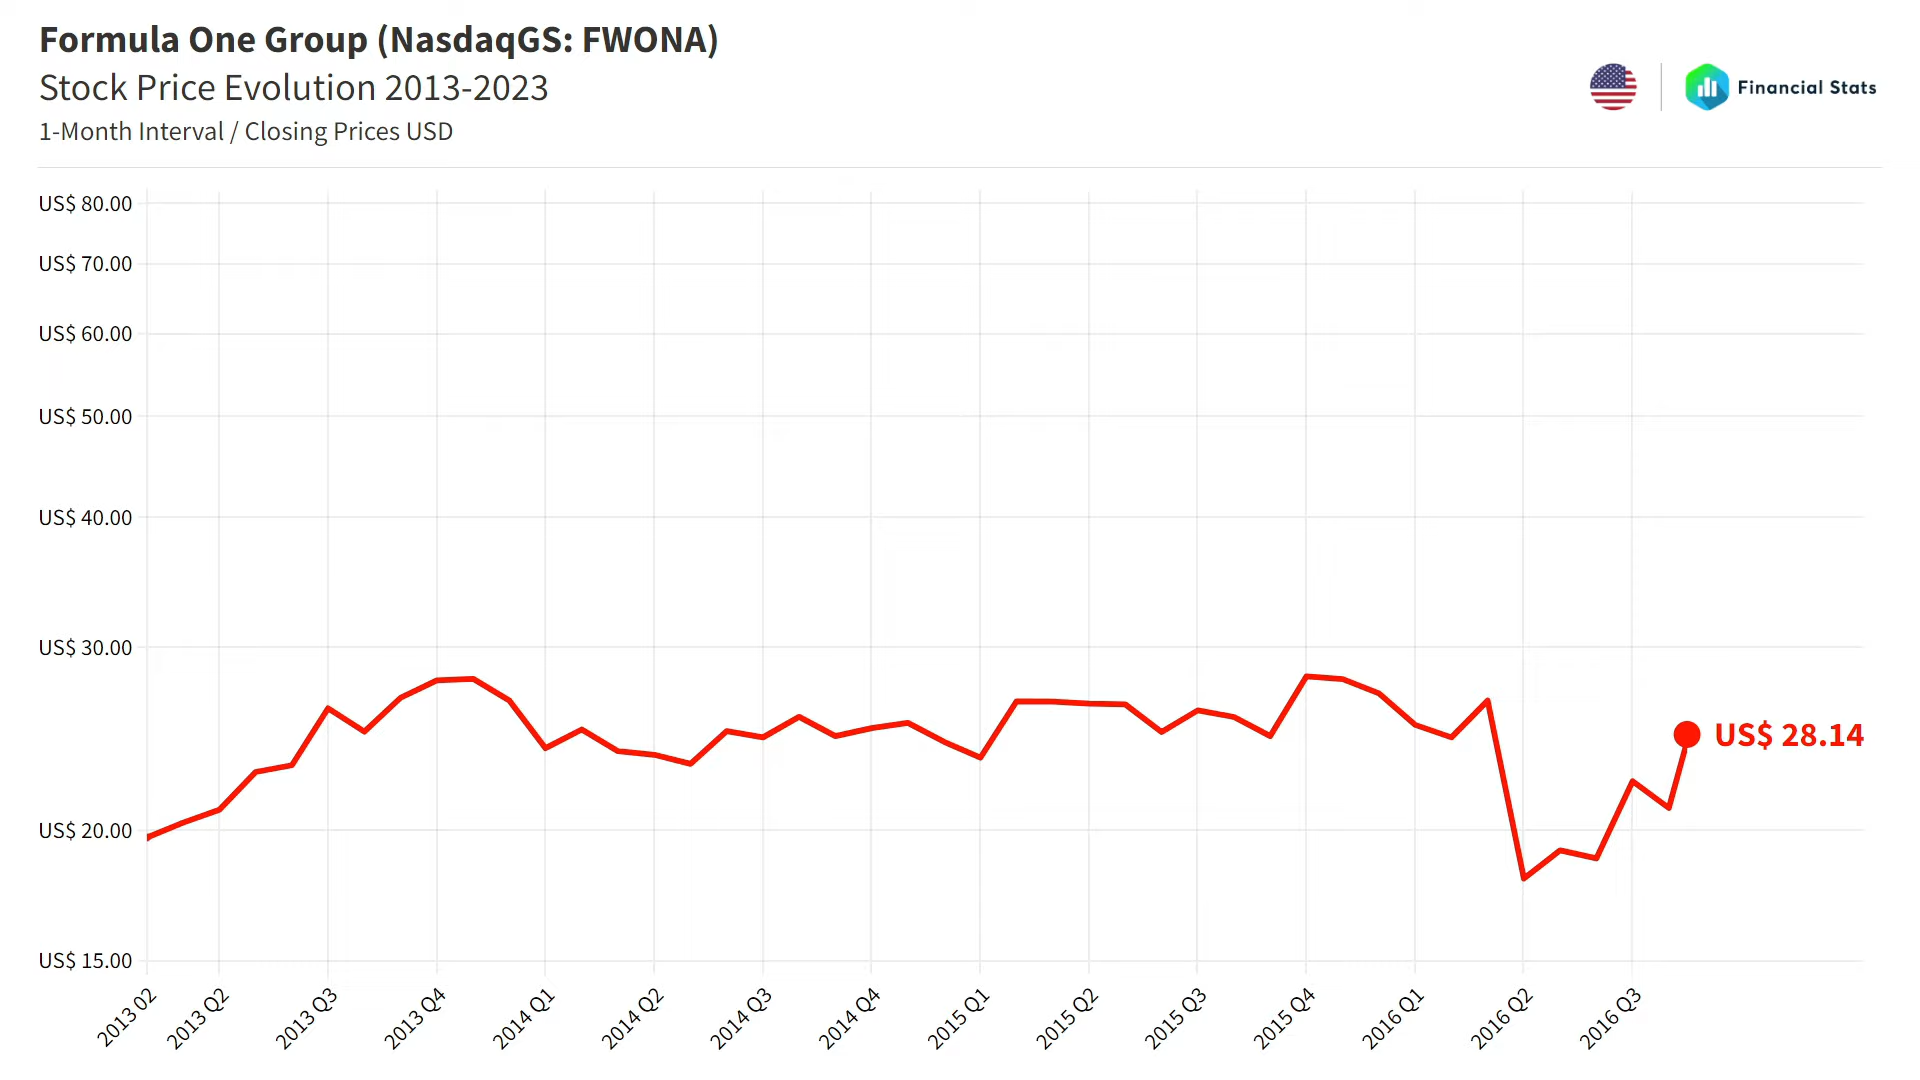 Formula One Group (NasdaqGS: FWONA)
Stock Price Evolution 2013-2023
1-Month Interval / Closing Prices USD
Financial Stats
US$ 80.00
US$ 70.00
US$ 60.00
US$ 50.00
US$ 40.00
US$ 30.00
US$ 28.14
US$ 20.00
US$ 15.00
2013 02
2013 Q2
2013 Q3
2013 Q4
2014 Q1
2014 Q2
2014 Q3
2014 Q4
2015 Q1
2015 Q2
2015 Q3
2015 Q4
2016 Q1
2016 Q2
2016 Q3